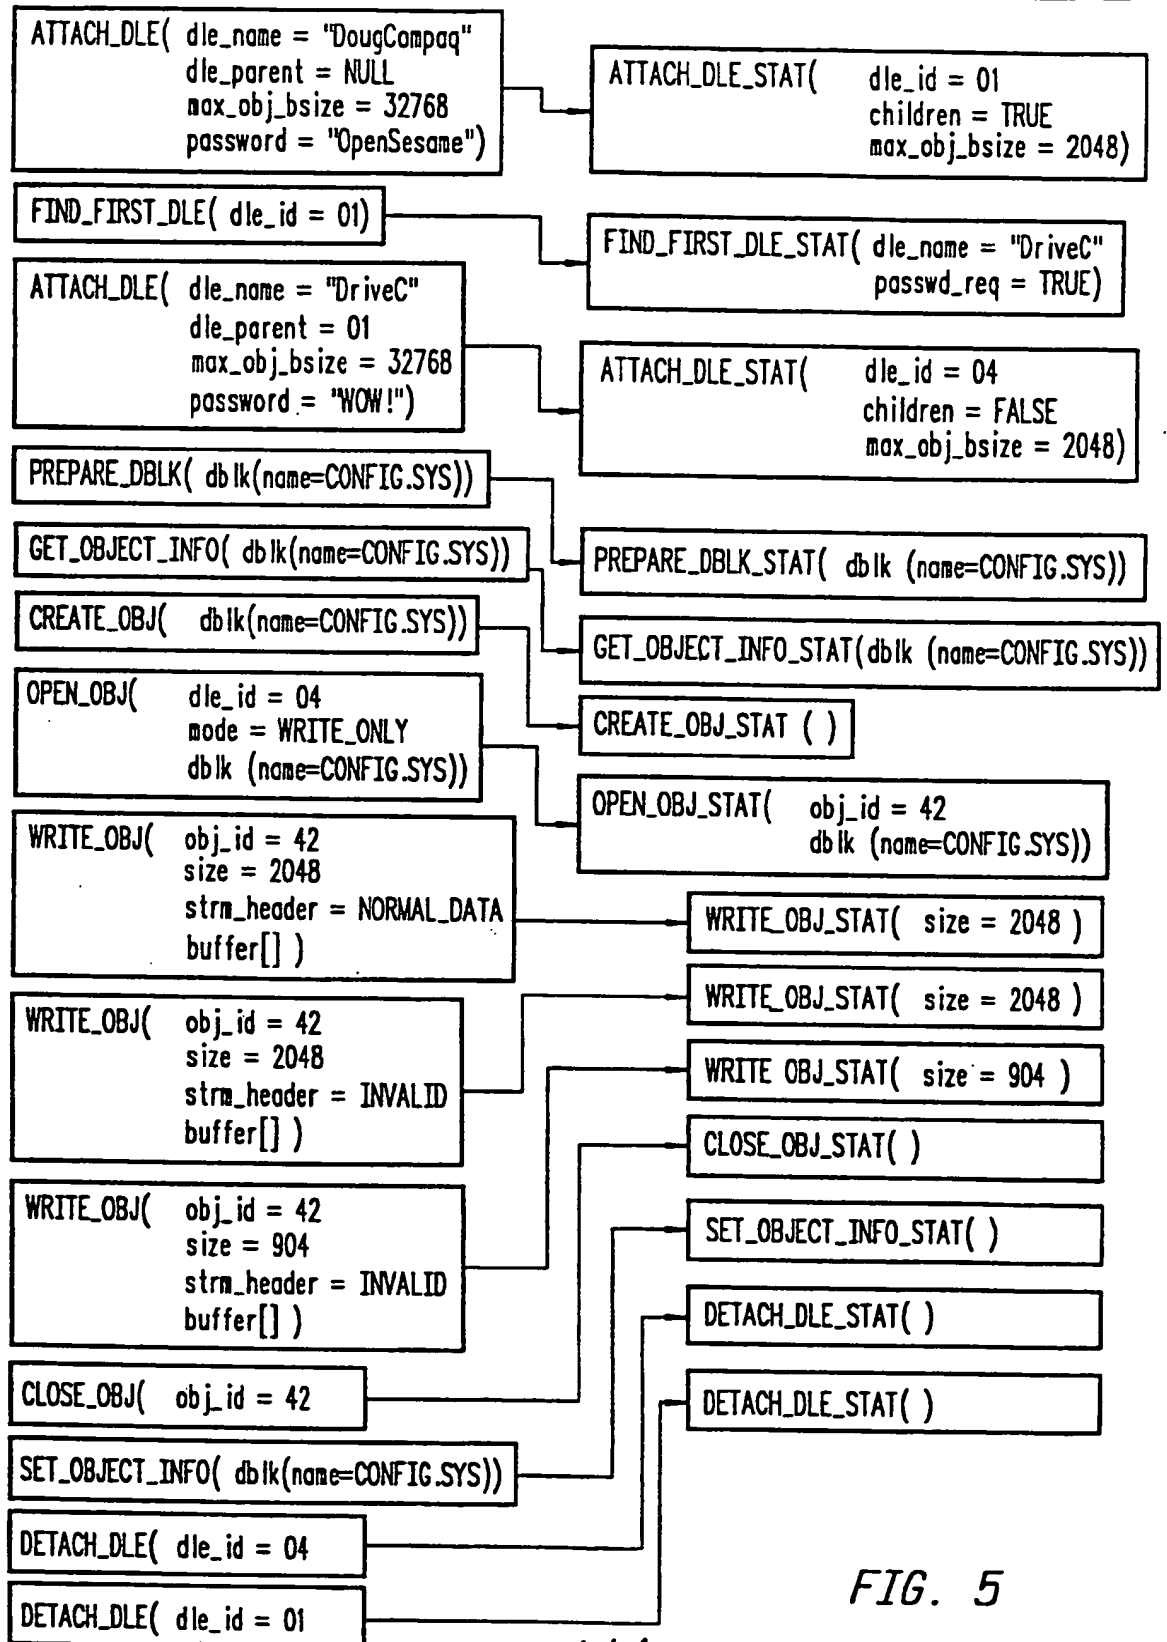 ATTACH_DLE( dle_name = "DougCompaq"
dle_parent = NULL
max_obj_bsize = 32768
password = "OpenSesame")
ATTACH_DLE_STAT( dle_id = 01
children = TRUE
max_obj_bsize = 2048)
FIND_FIRST_DLE( dle_id = 01)
FIND_FIRST_DLE_STAT( dle_name = "DriveC"
passwd_req = TRUE)
ATTACH_DLE( dle_name = "DriveC"
dle_parent = 01
max_obj_bsize = 32768
password = "WOW!")
ATTACH_DLE_STAT( dle_id = 04
children = FALSE
max_obj_bsize = 2048)
PREPARE_DBLK( dblk(name=CONFIG.SYS))
PREPARE_DBLK_STAT( dblk (name=CONFIG.SYS))
GET_OBJECT_INFO( dblk(name=CONFIG.SYS))
GET_OBJECT_INFO_STAT(dblk (name=CONFIG.SYS))
CREATE_OBJ( dblk(name=CONFIG.SYS))
CREATE_OBJ_STAT ( )
OPEN_OBJ( dle_id = 04
mode = WRITE_ONLY
dblk (name=CONFIG.SYS))
OPEN_OBJ_STAT( obj_id = 42
dblk (name=CONFIG.SYS))
WRITE_OBJ( obj_id = 42
size = 2048
strm_header = NORMAL_DATA
buffer[] )
WRITE_OBJ_STAT( size = 2048 )
WRITE_OBJ( obj_id = 42
size = 2048
strm_header = INVALID
buffer[] )
WRITE_OBJ_STAT( size = 2048 )
WRITE_OBJ( obj_id = 42
size = 904
strm_header = INVALID
buffer[] )
WRITE OBJ_STAT( size = 904 )
CLOSE_OBJ( obj_id = 42
CLOSE_OBJ_STAT( )
SET_OBJECT_INFO( dblk(name=CONFIG.SYS))
SET_OBJECT_INFO_STAT( )
DETACH_DLE( dle_id = 04
DETACH_DLE_STAT( )
DETACH_DLE( dle_id = 01
DETACH_DLE_STAT( )
FIG. 5